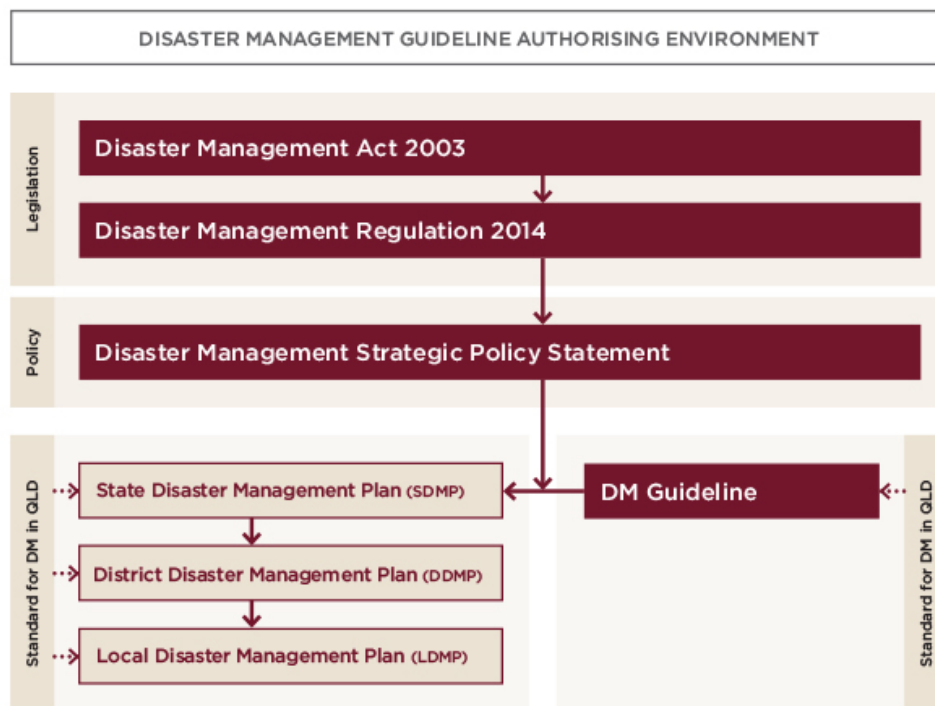 DISASTER MANAGEMENT GUIDELINE AUTHORISING ENVIRONMENT
Legislation
Disaster Management Act 2003
Disaster Management Regulation 2014
Policy
Disaster Management Strategic Policy Statement
Standard for DM in QLD
State Disaster Management Plan (SDMP)
District Disaster Management Plan (DDMP)
Local Disaster Management Plan (LDMP)
DM Guideline
Standard for DM in QLD